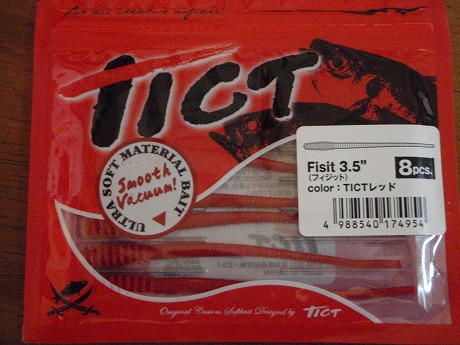 TICT
ULTRA SOFT MATERIAL BAIT
Smooth
Vacuum!
Fisit 3.5"
(フィジット)
8pcs.
color : TICTレッド
4 988540 174954
TICT
Original Custom Softbait Designed by TICT